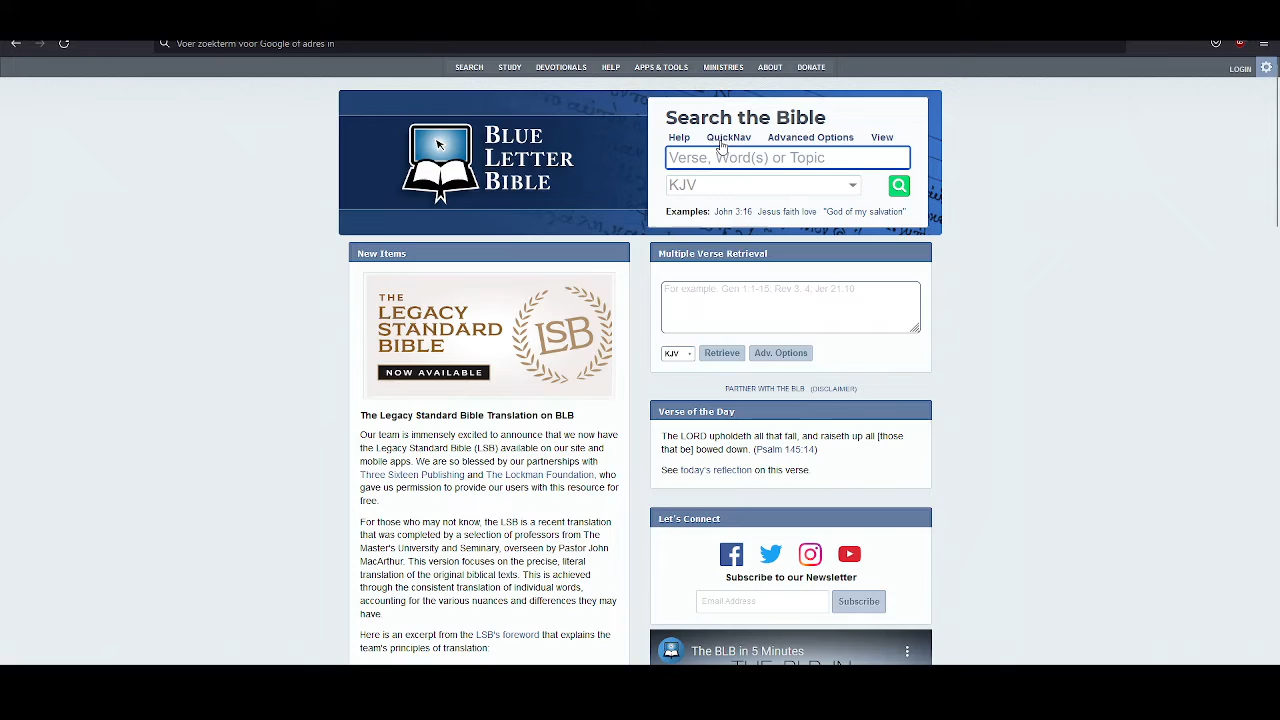 Voer zoekterm voor Google of adres in
SEARCH STUDY DEVOTIONALS HELP APPS & TOOLS MINISTRIES ABOUT DONATE
LOGIN
BLUE
LETTER
BIBLE
Search the Bible
Help QuickNav Advanced Options View
Verse, Word(s) or Topic
KJV
Examples: John 3:16 Jesus faith love "God of my salvation"
New Items
THE
LEGACY
STANDARD
BIBLE
LSB
NOW AVAILABLE
The Legacy Standard Bible Translation on BLB
Our team is immensely excited to announce that we now have
the Legacy Standard Bible (LSB) available on our site and
mobile apps. We are so blessed by our partnerships with
Three Sixteen Publishing and The Lockman Foundation, who
gave us permission to provide our users with this resource for
free.
For those who may not know, the LSB is a recent translation
that was completed by a selection of professors from The
Master's University and Seminary, overseen by Pastor John
MacArthur. This version focuses on the precise, literal
translation of the original biblical texts. This is achieved
through the consistent translation of individual words,
accounting for the various nuances and differences they may
have.
Here is an excerpt from the LSB's foreword that explains the
team's principles of translation:
Multiple Verse Retrieval
For example: Gen 1:1-15; Rev 3, 4; Jer 21:10
KJV Retrieve Adv. Options
PARTNER WITH THE BLB (DISCLAIMER)
Verse of the Day
The LORD upholdeth all that fall, and raiseth up all [those
that be] bowed down. (Psalm 145:14)
See today's reflection on this verse.
Let's Connect
Subscribe to our Newsletter
Email Address Subscribe
The BLB in 5 Minutes
THE BLB IN